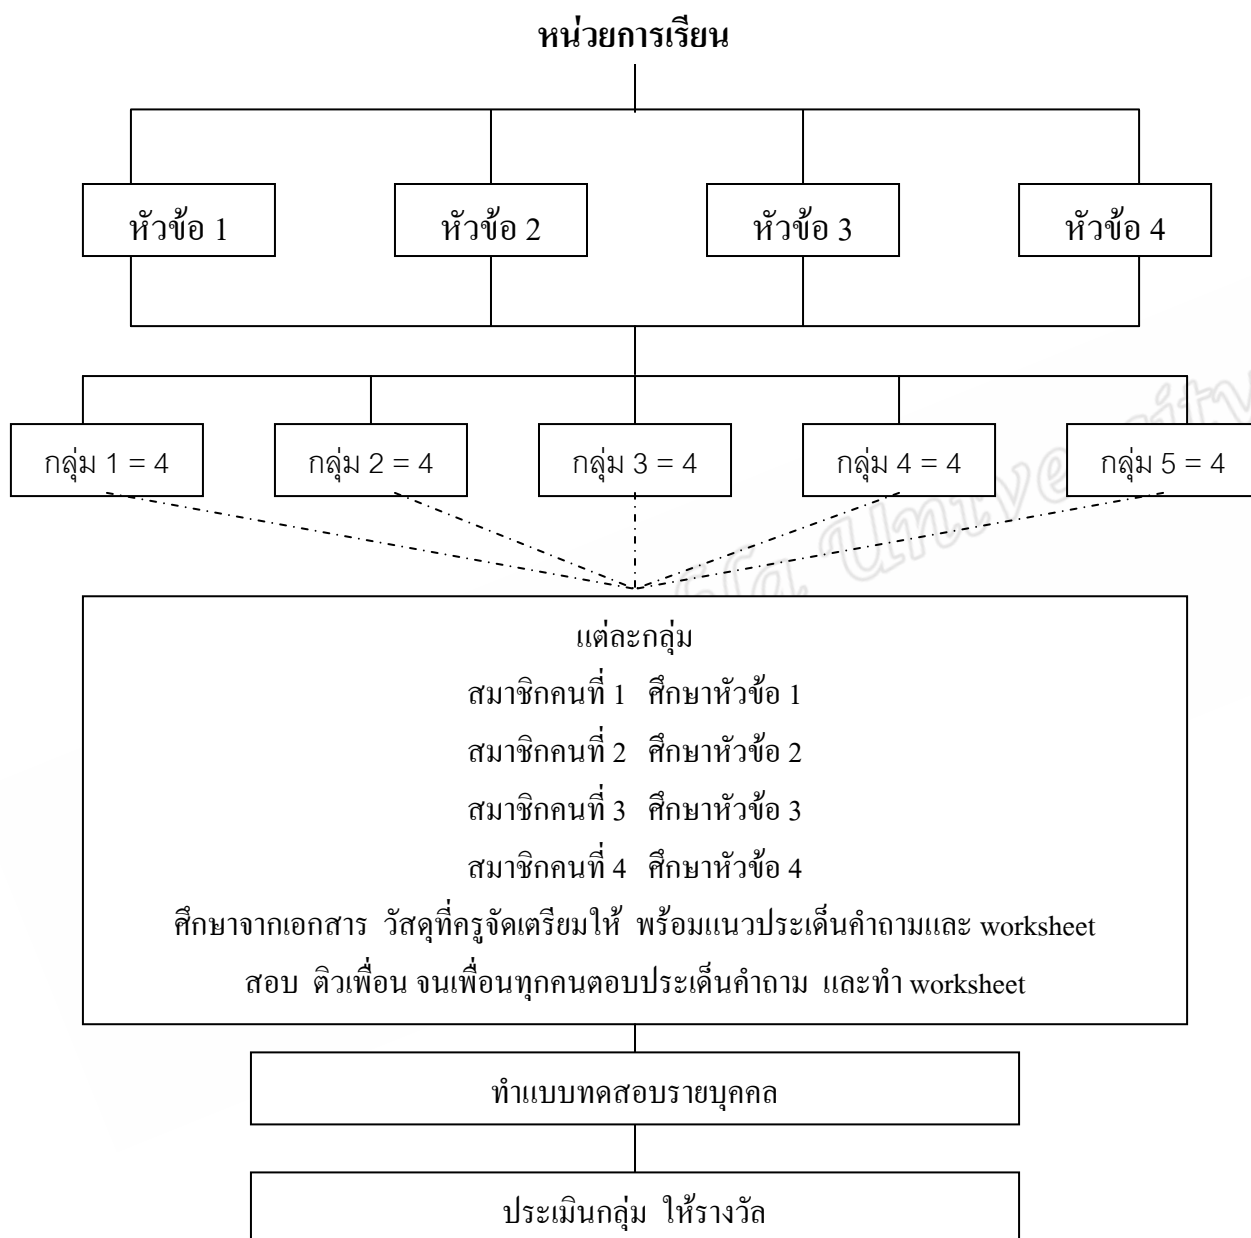 หน่วยการเรียน
หัวข้อ 1
หัวข้อ 2
หัวข้อ 3
หัวข้อ 4
กลุ่ม 1 = 4
กลุ่ม 2 = 4
กลุ่ม 3 = 4
กลุ่ม 4 = 4
กลุ่ม 5 = 4
University
แต่ละกลุ่ม
สมาชิกคนที่ 1 ศึกษาหัวข้อ 1
สมาชิกคนที่ 2 ศึกษาหัวข้อ 2
สมาชิกคนที่ 3 ศึกษาหัวข้อ 3
สมาชิกคนที่ 4 ศึกษาหัวข้อ 4
ศึกษาจากเอกสาร วัสดุที่ครูจัดเตรียมให้ พร้อมแนวประเด็นคำถามและ worksheet
สอบ ติวเพื่อน จนเพื่อนทุกคนตอบประเด็นคำถาม และทำ worksheet
ทำแบบทดสอบรายบุคคล
ประเมินกลุ่ม ให้รางวัล